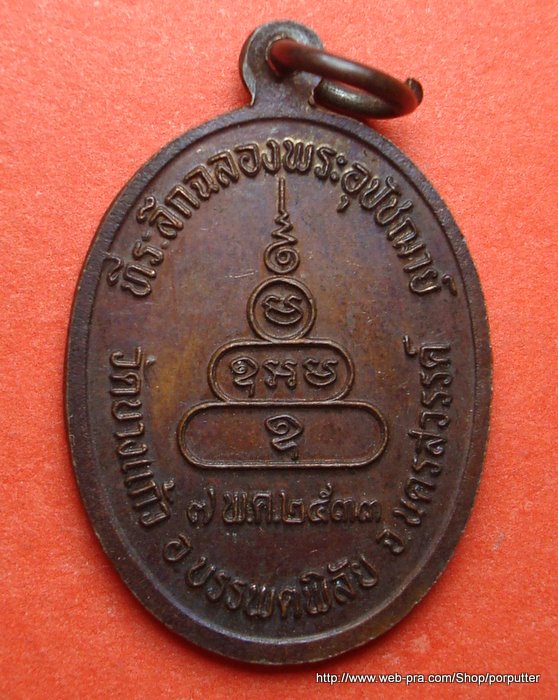 ที่ระลึกฉลองพระอุปัชฌาย์
๗ พ.ค.๒๕๓๓
วัดบางแก้ว อ.บรรพตพิสัย จ.นครสวรรค์
http://www.web-pra.com/Shop/porputter